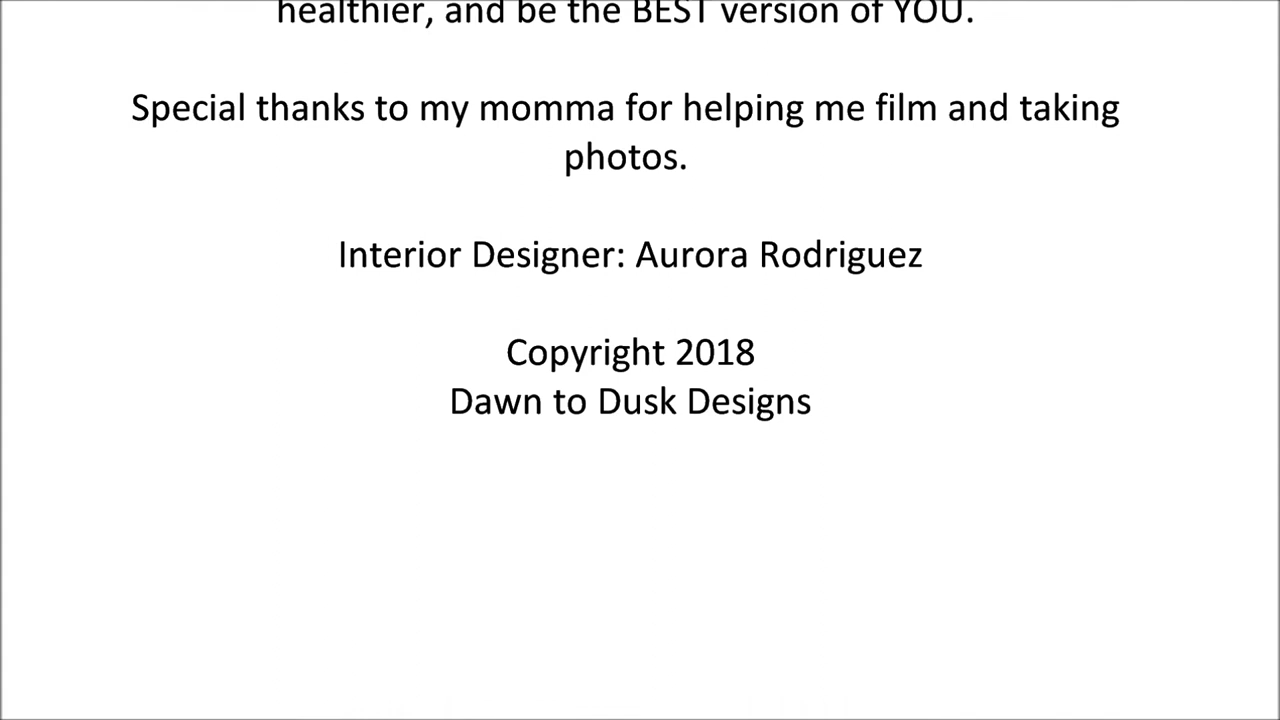 healthier, and be the BEST version of YOU.
Special thanks to my momma for helping me film and taking
photos.
Interior Designer: Aurora Rodriguez
Copyright 2018
Dawn to Dusk Designs